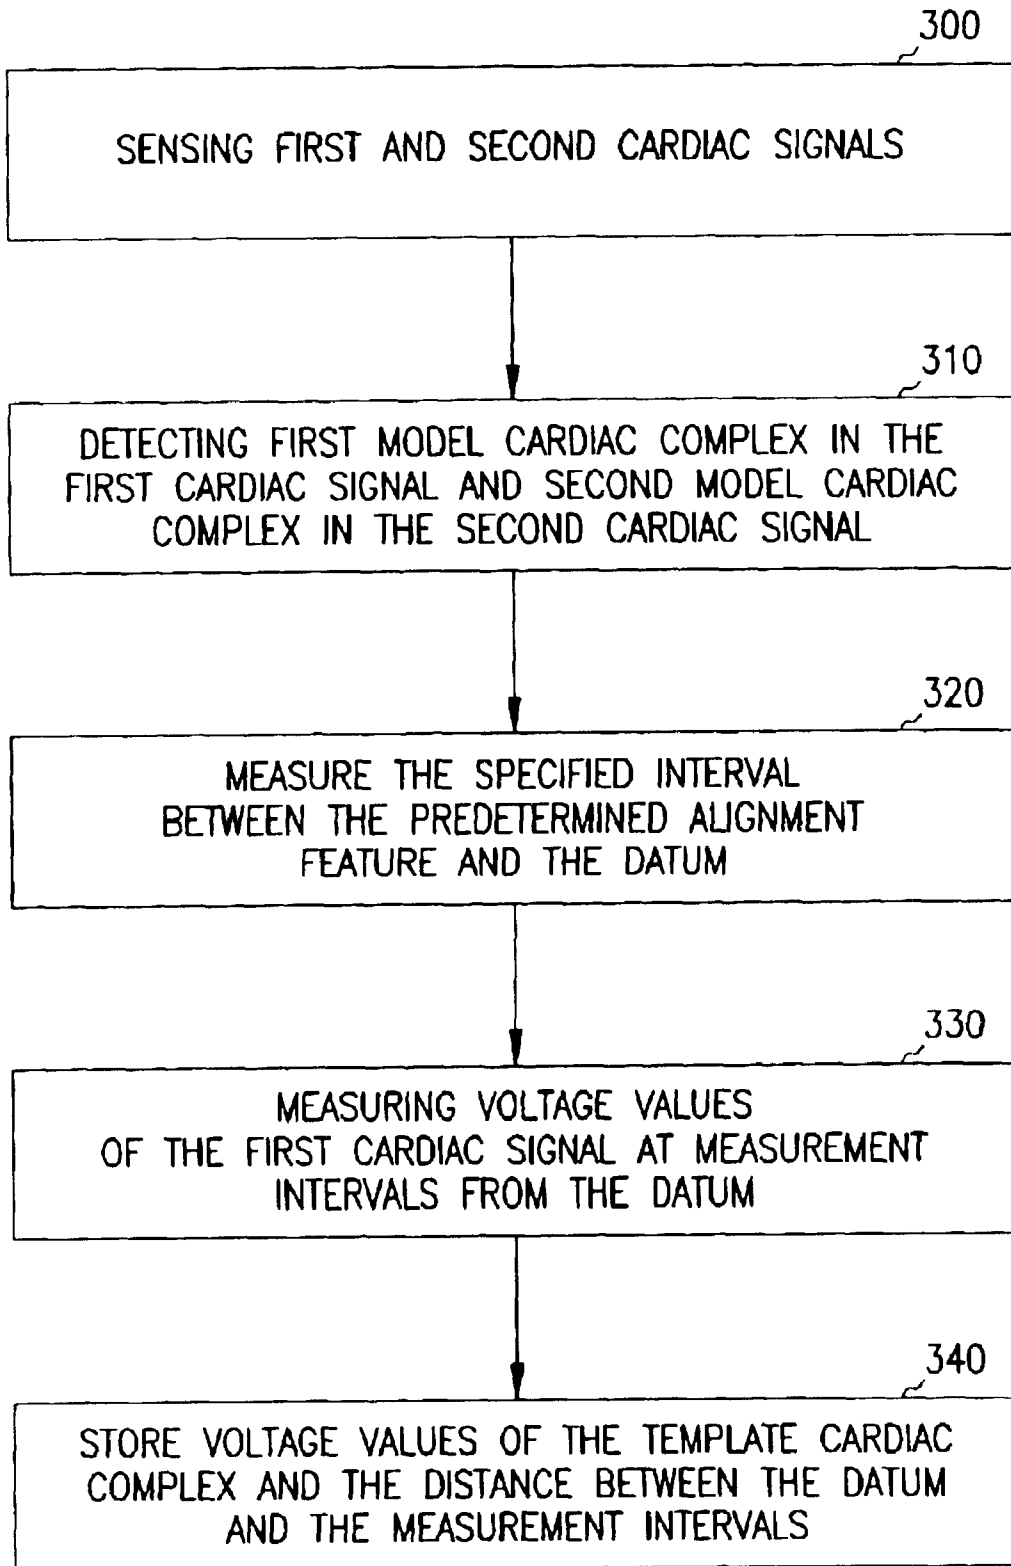 300
SENSING FIRST AND SECOND CARDIAC SIGNALS
310
DETECTING FIRST MODEL CARDIAC COMPLEX IN THE
FIRST CARDIAC SIGNAL AND SECOND MODEL CARDIAC
COMPLEX IN THE SECOND CARDIAC SIGNAL
320
MEASURE THE SPECIFIED INTERVAL
BETWEEN THE PREDETERMINED ALIGNMENT
FEATURE AND THE DATUM
330
MEASURING VOLTAGE VALUES
OF THE FIRST CARDIAC SIGNAL AT MEASUREMENT
INTERVALS FROM THE DATUM
340
STORE VOLTAGE VALUES OF THE TEMPLATE CARDIAC
COMPLEX AND THE DISTANCE BETWEEN THE DATUM
AND THE MEASUREMENT INTERVALS